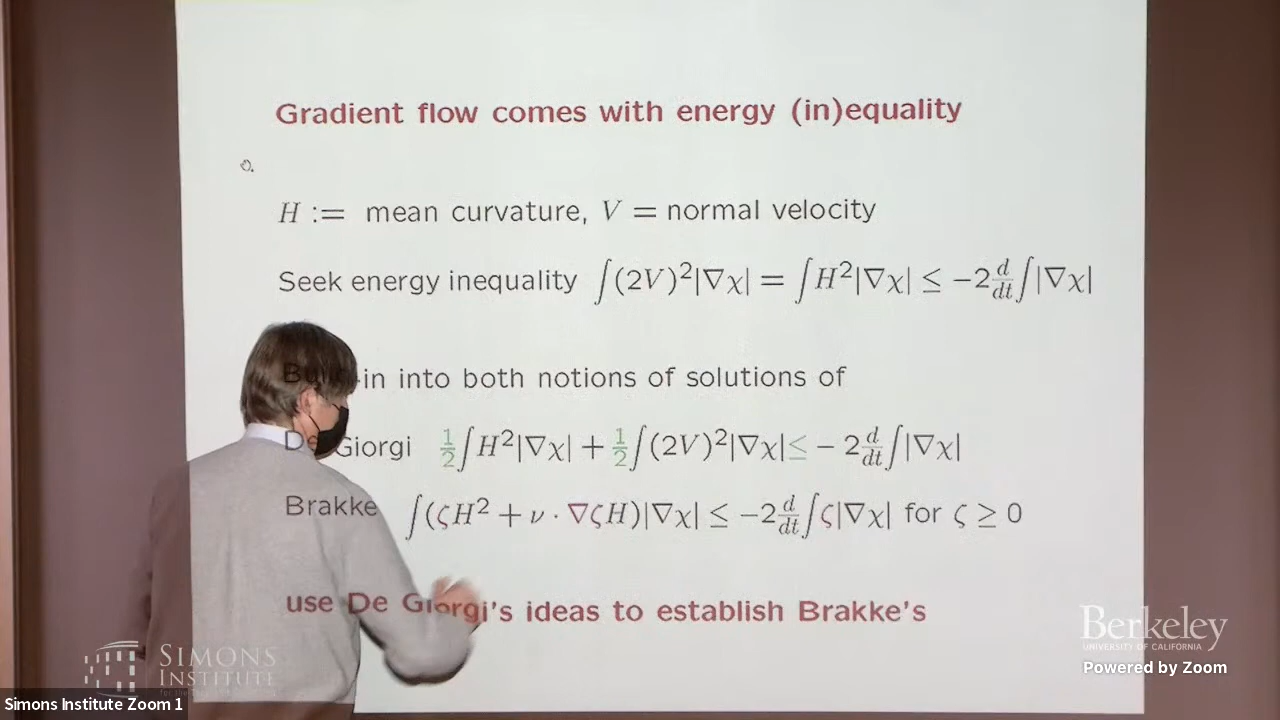 Gradient flow comes with energy (in)equality
H := mean curvature, V = normal velocity
Seek energy inequality ∫(2V)²|∇χ| = ∫H²|∇χ| ≤ −2 d/dt ∫|∇χ|
-in into both notions of solutions of
De Giorgi ½∫H²|∇χ| + ½∫(2V)²|∇χ| ≤ − 2 d/dt ∫|∇χ|
Brakke ∫(ζH² + ν · ∇ζH)|∇χ| ≤ −2 d/dt ∫ζ|∇χ| for ζ ≥ 0
use De Giorgi's ideas to establish Brakke's
Berkeley
UNIVERSITY OF CALIFORNIA
Powered by Zoom
SIMONS
INSTITUTE
Simons Institute Zoom 1